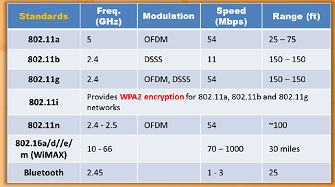 Standards Freq. (GHz) Modulation Speed (Mbps) Range (ft)
802.11a 5 OFDM 54 25 – 75
802.11b 2.4 DSSS 11 150 – 150
802.11g 2.4 OFDM, DSSS 54 150 – 150
802.11i Provides WPA2 encryption for 802.11a, 802.11b and 802.11g
networks
802.11n 2.4 - 2.5 OFDM 54 ~100
802.16a/d//e/
m (WiMAX) 10 - 66 70 – 1000 30 miles
Bluetooth 2.45 1 - 3 25